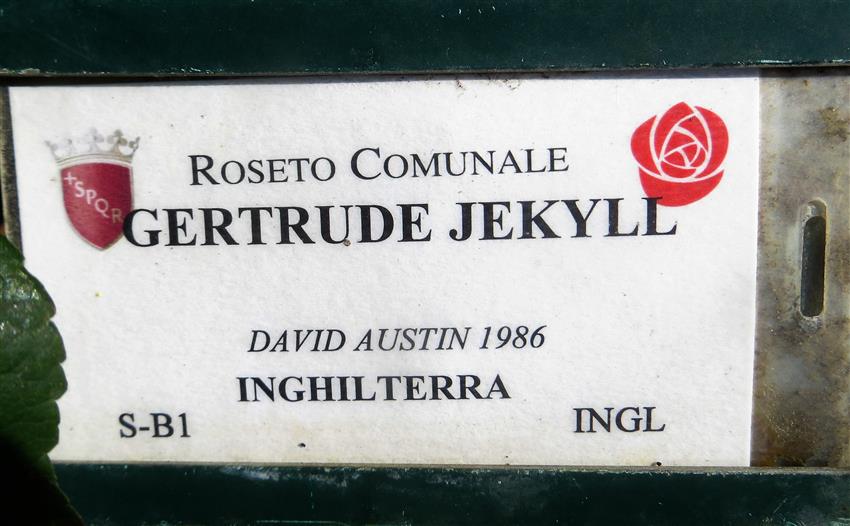 ROSETO COMUNALE
+SPQR
GERTRUDE JEKYLL
DAVID AUSTIN 1986
INGHILTERRA
S-B1 INGL